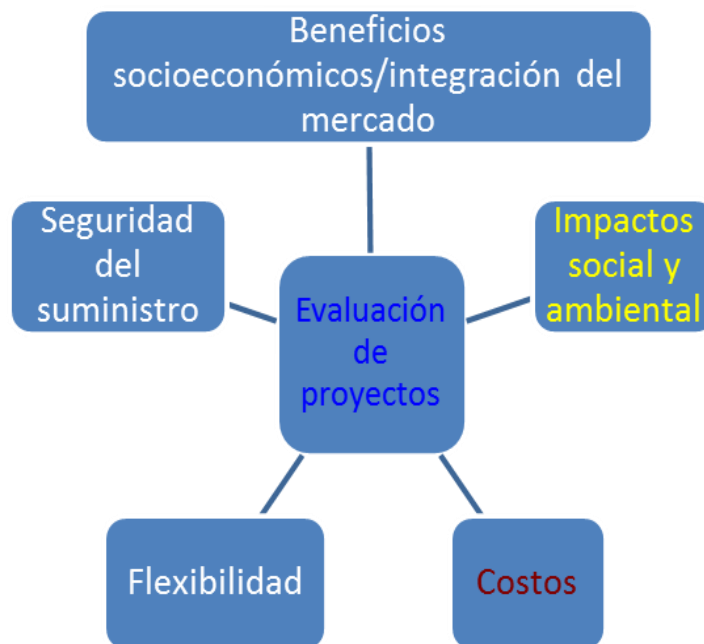 Beneficios
socioeconómicos/integración del
mercado
Seguridad
del
suministro
Impactos
social y
ambiental
Evaluación
de
proyectos
Flexibilidad
Costos